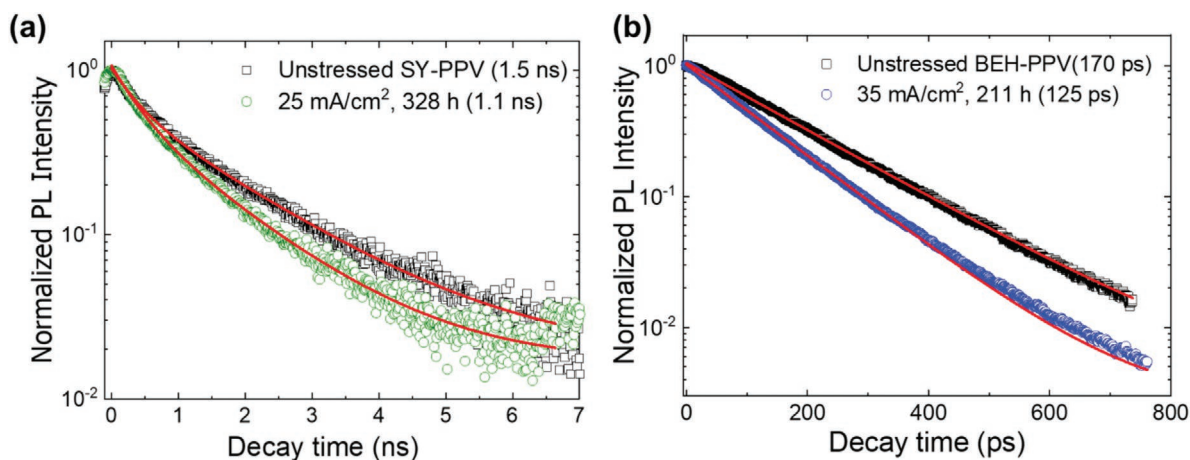 (a)
Normalized PL Intensity
10⁰
10⁻¹
10⁻²
□ Unstressed SY-PPV (1.5 ns)
○ 25 mA/cm², 328 h (1.1 ns)
0 1 2 3 4 5 6 7
Decay time (ns)
(b)
Normalized PL Intensity
10⁰
10⁻¹
10⁻²
□ Unstressed BEH-PPV(170 ps)
○ 35 mA/cm², 211 h (125 ps)
0 200 400 600 800
Decay time (ps)